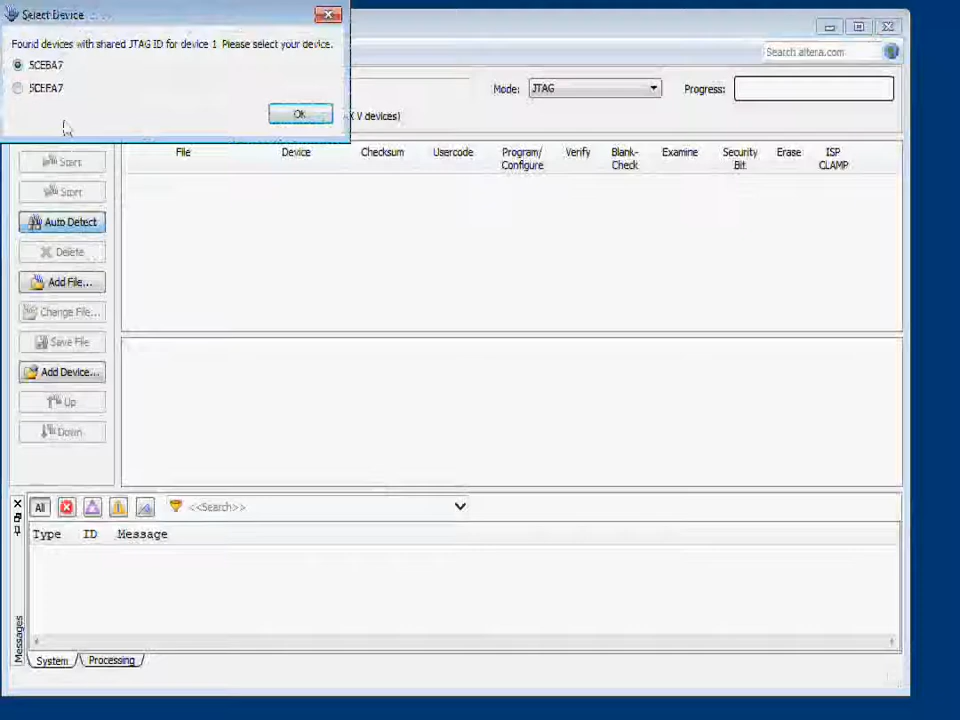 Select Device
Found devices with shared JTAG ID for device 1. Please select your device.
5CEBA7
5CEFA7
Ok
X V devices)
Search altera.com
Mode:
JTAG
Progress:
File
Device
Checksum
Usercode
Program/
Configure
Verify
Blank-
Check
Examine
Security
Bit
Erase
ISP
CLAMP
Start
Start
Auto Detect
Delete
Add File...
Change File...
Save File
Add Device...
Up
Down
All
<<Search>>
Type ID Message
Messages
System
Processing